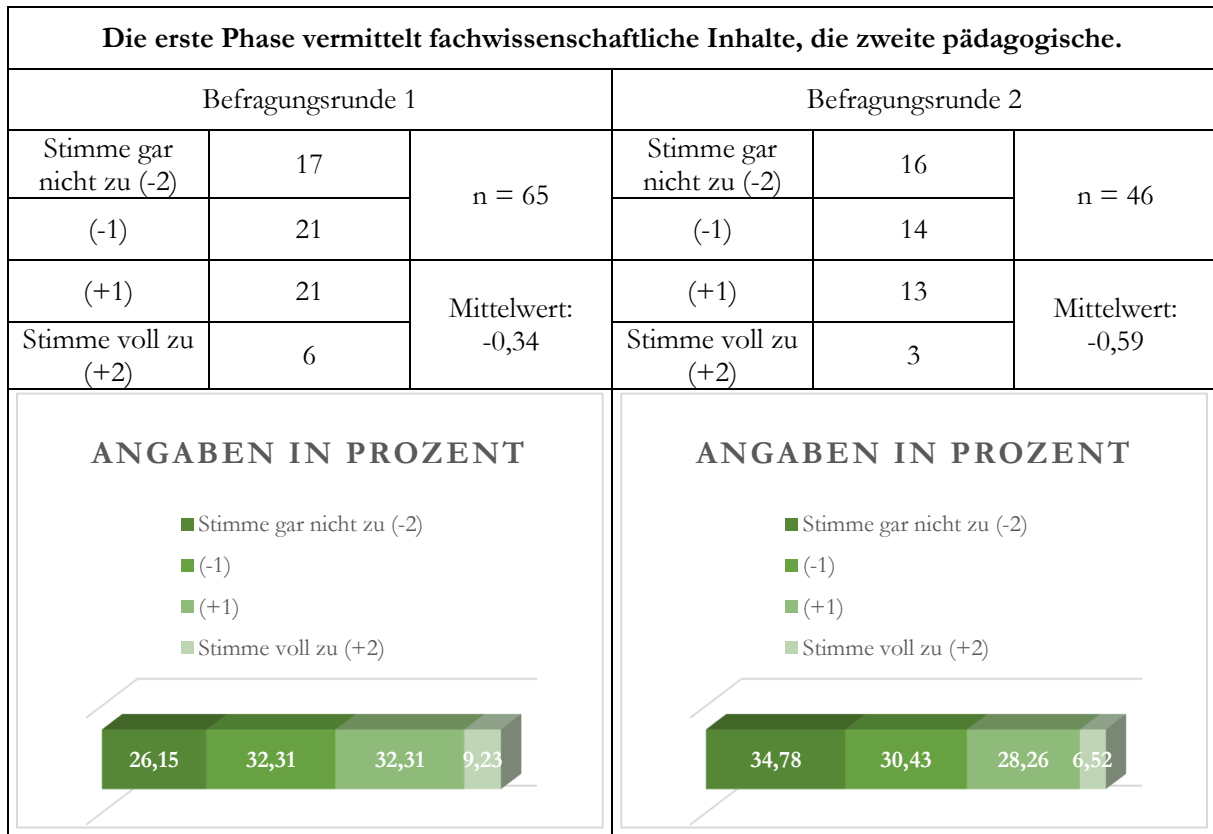 Die erste Phase vermittelt fachwissenschaftliche Inhalte, die zweite pädagogische.
Befragungsrunde 1
Stimme gar
nicht zu (-2)
17
n = 65
(-1)
21
(+1)
21
Mittelwert:
-0,34
Stimme voll zu
(+2)
6
Befragungsrunde 2
Stimme gar
nicht zu (-2)
16
n = 46
(-1)
14
(+1)
13
Mittelwert:
-0,59
Stimme voll zu
(+2)
3
ANGABEN IN PROZENT
Stimme gar nicht zu (-2)
(-1)
(+1)
Stimme voll zu (+2)
26,15 32,31 32,31 9,23
ANGABEN IN PROZENT
Stimme gar nicht zu (-2)
(-1)
(+1)
Stimme voll zu (+2)
34,78 30,43 28,26 6,52